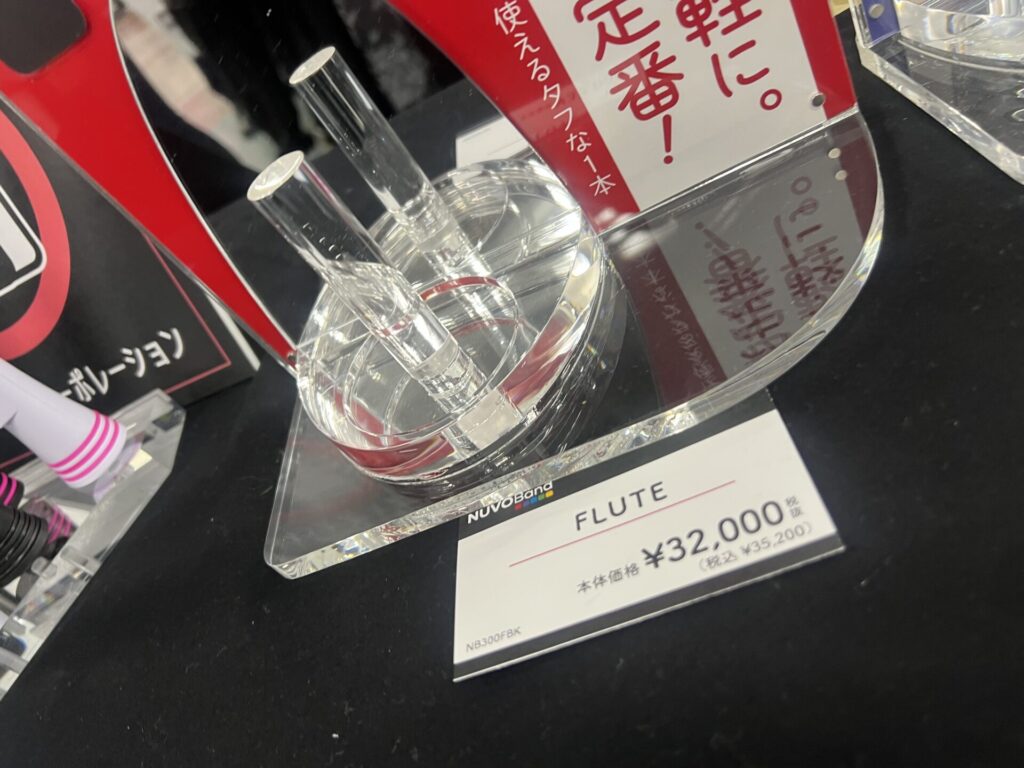 軽に。
定番！
使えるタフな1本
ーポレーション
NUVOBand
FLUTE
本体価格 ¥32,000 税抜
(税込 ¥35,200)
NB300FBK